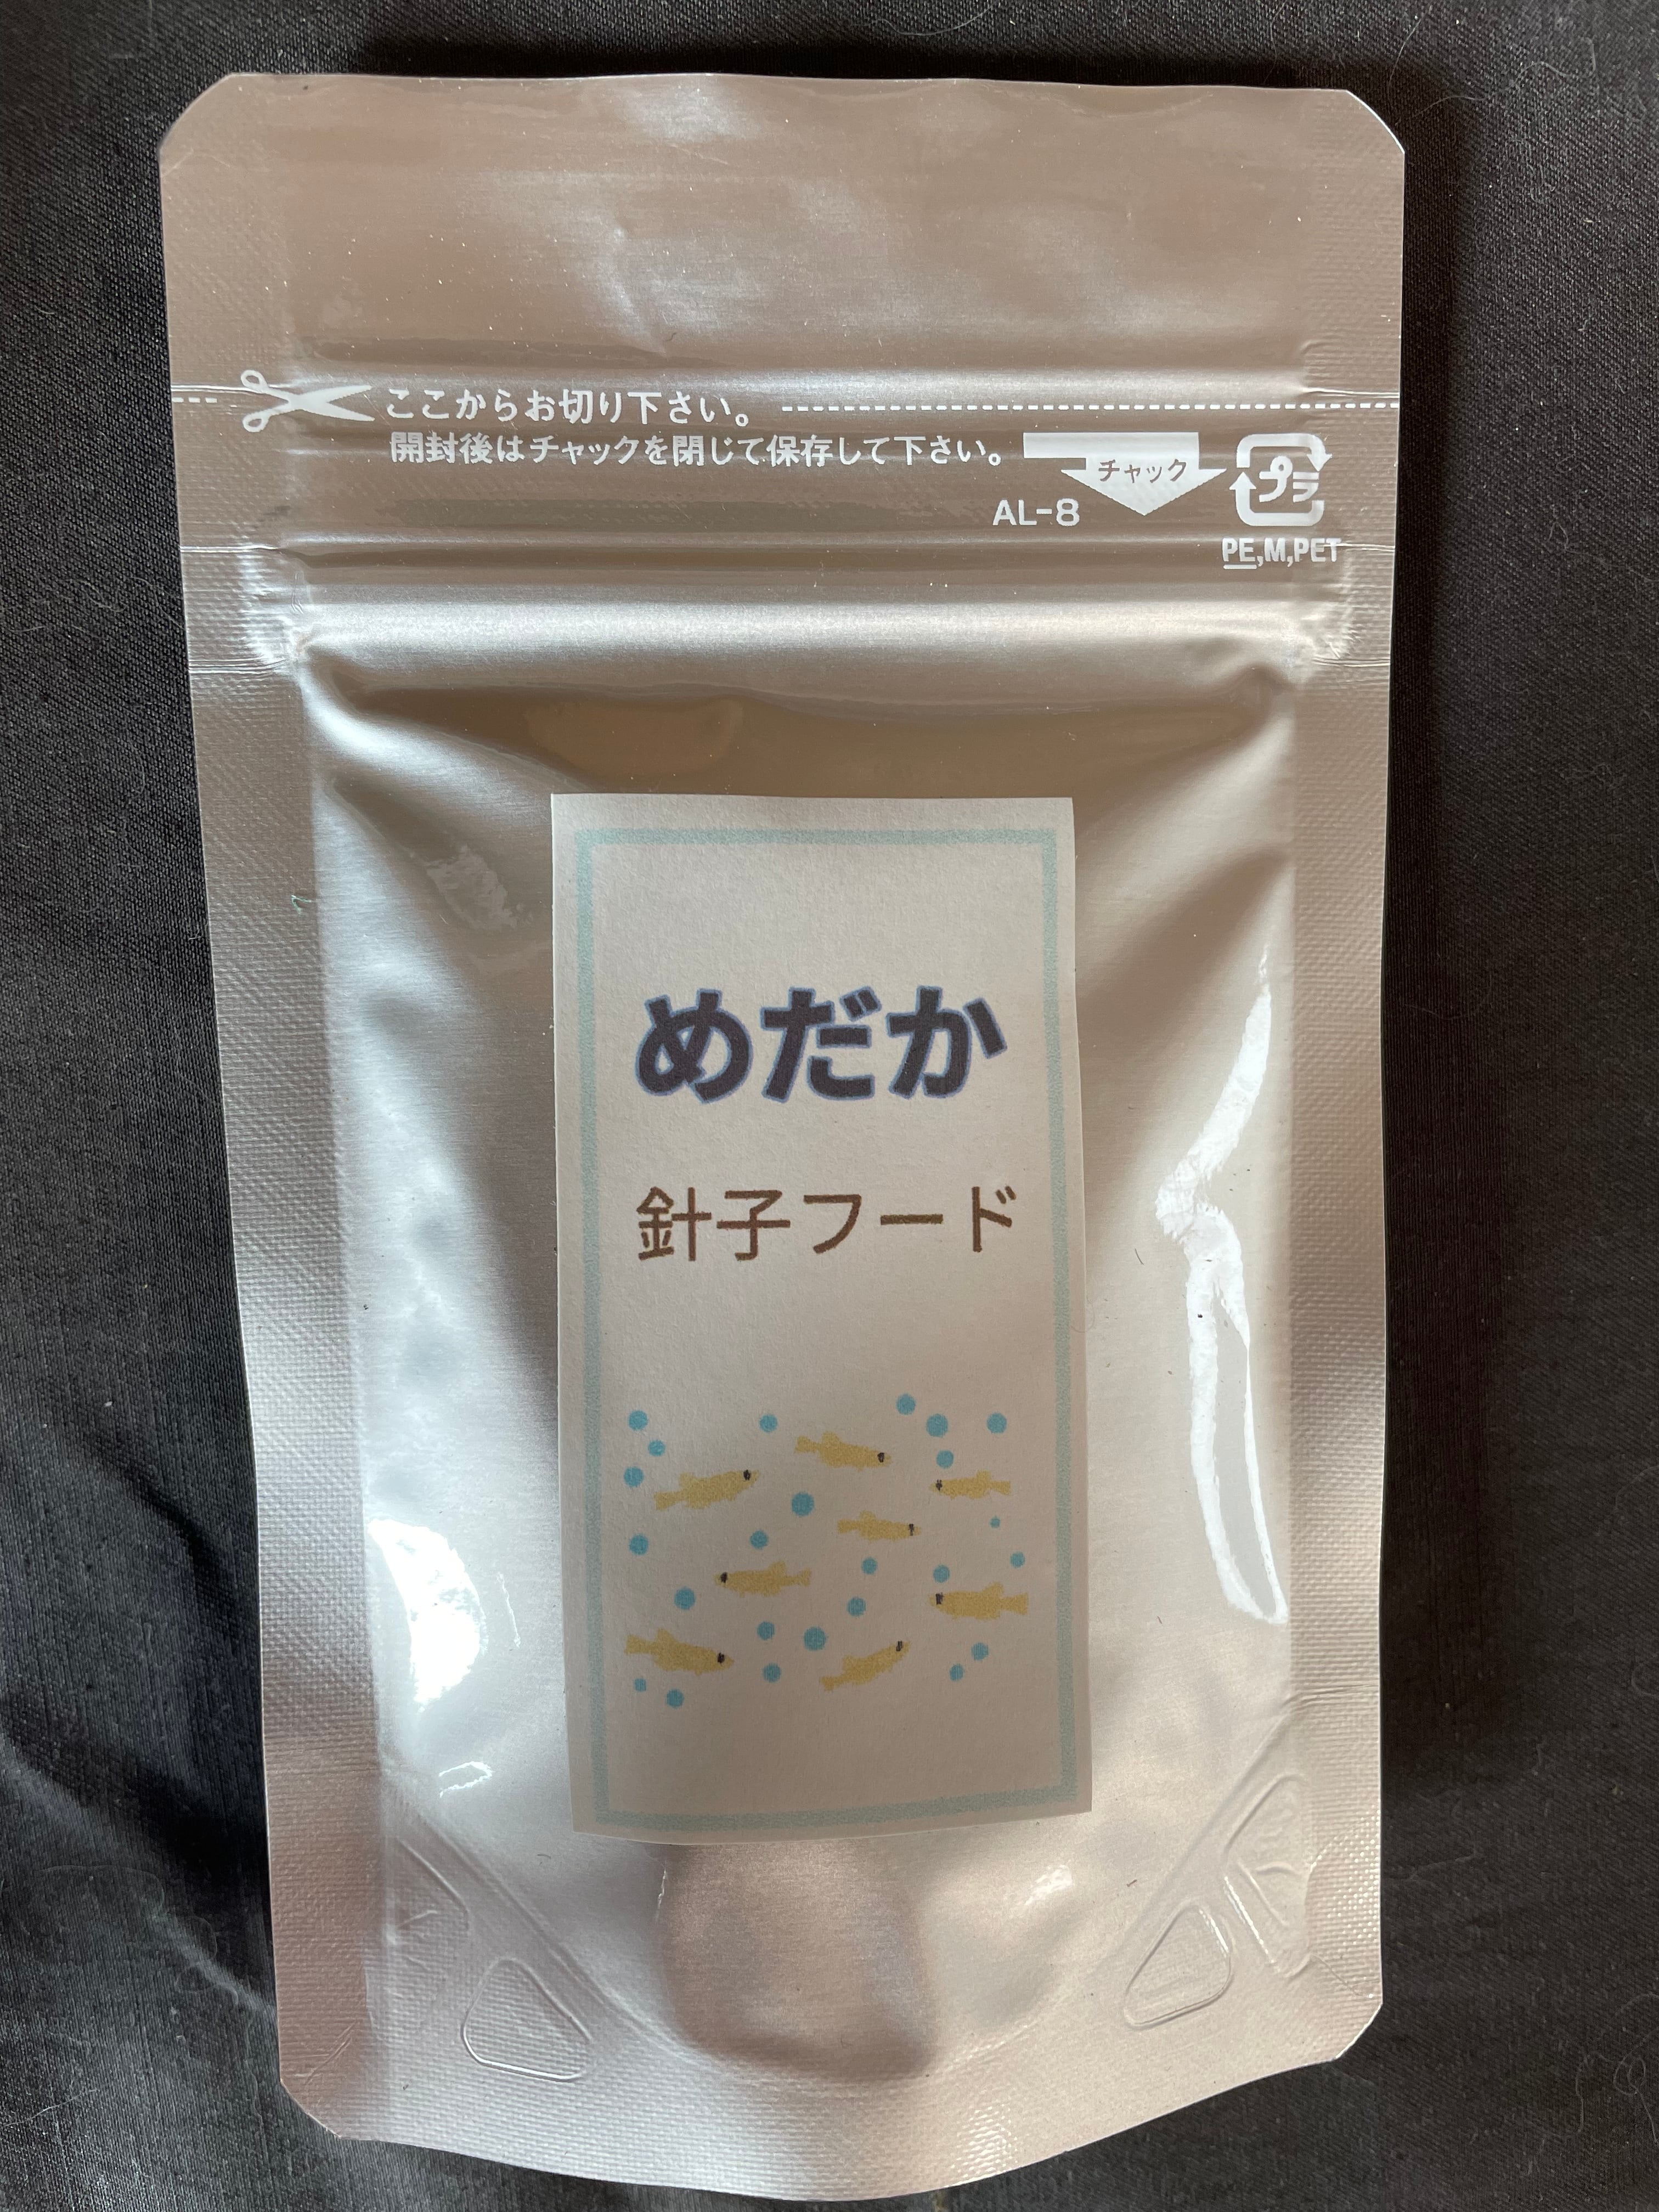 ここからお切り下さい。
開封後はチャックを閉じて保存して下さい。
チャック
AL-8
プラ
PE,M,PET
めだか
針子フード